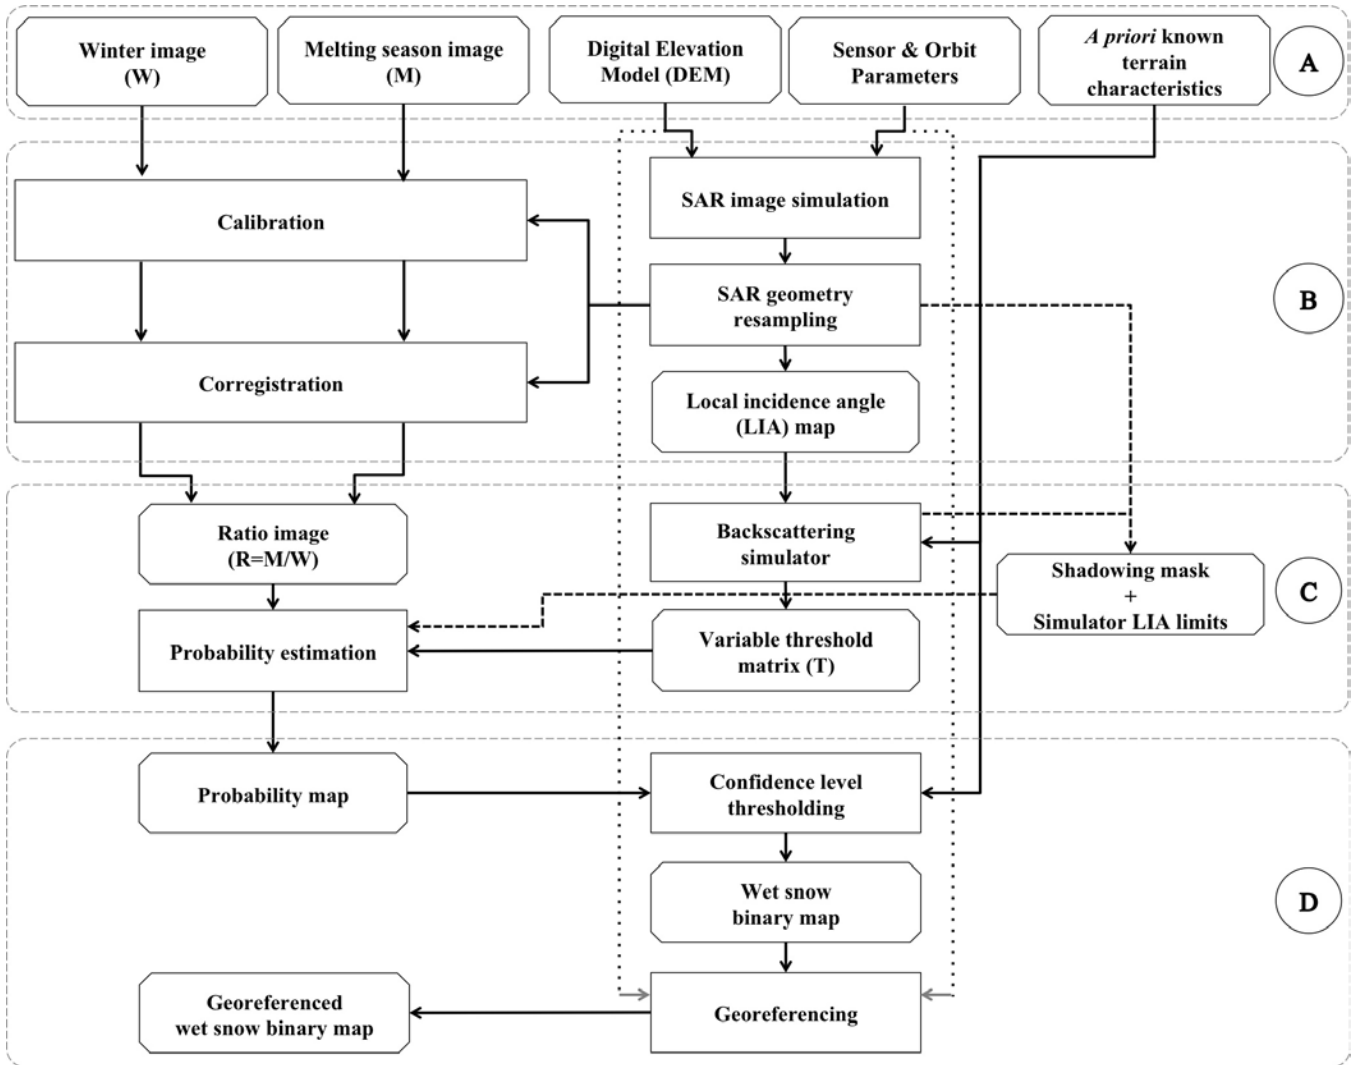 Winter image
(W)
Melting season image
(M)
Digital Elevation
Model (DEM)
Sensor & Orbit
Parameters
A priori known
terrain
characteristics
A
SAR image simulation
Calibration
SAR geometry
resampling
B
Corregistration
Local incidence angle
(LIA) map
Ratio image
(R=M/W)
Backscattering
simulator
Shadowing mask
+
Simulator LIA limits
C
Probability estimation
Variable threshold
matrix (T)
Probability map
Confidence level
thresholding
Wet snow
binary map
D
Georeferenced
wet snow binary map
Georeferencing